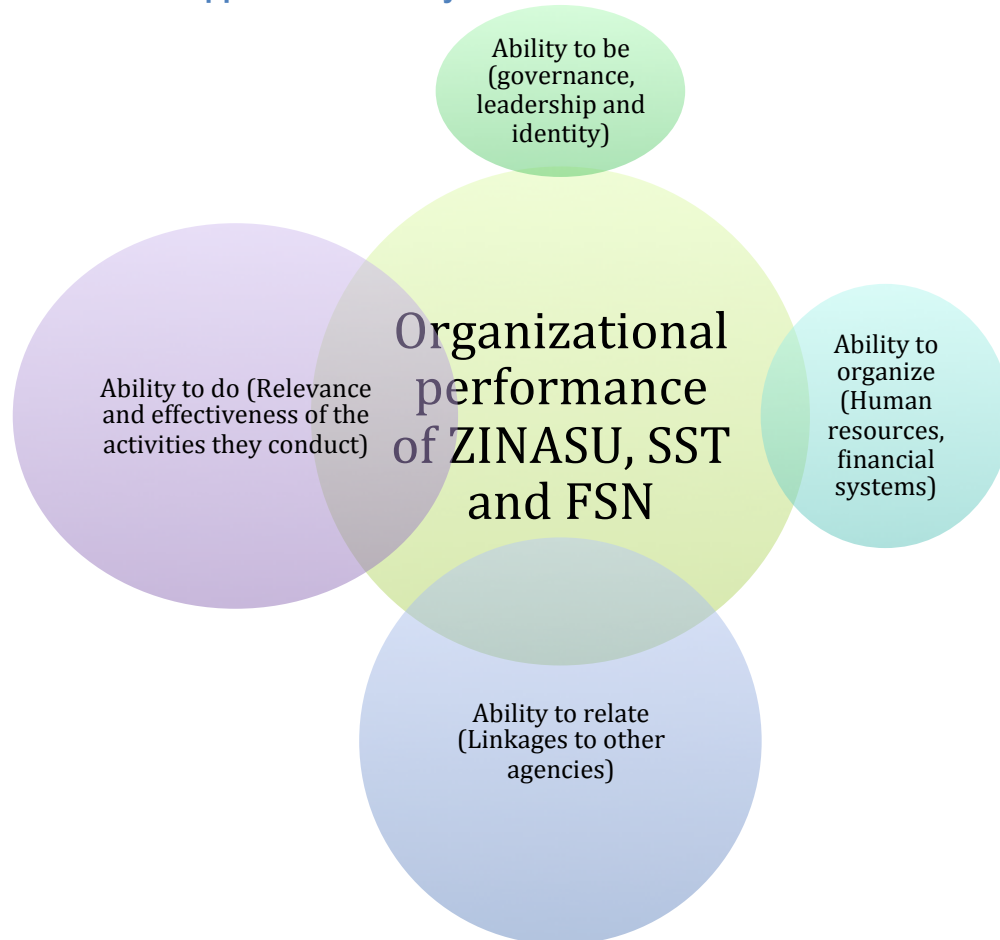 Ability to be
(governance,
leadership and
identity)
Organizational
performance
of ZINASU, SST
and FSN
Ability to do (Relevance
and effectiveness of the
activities they conduct)
Ability to
organize
(Human
resources,
financial
systems)
Ability to relate
(Linkages to other
agencies)